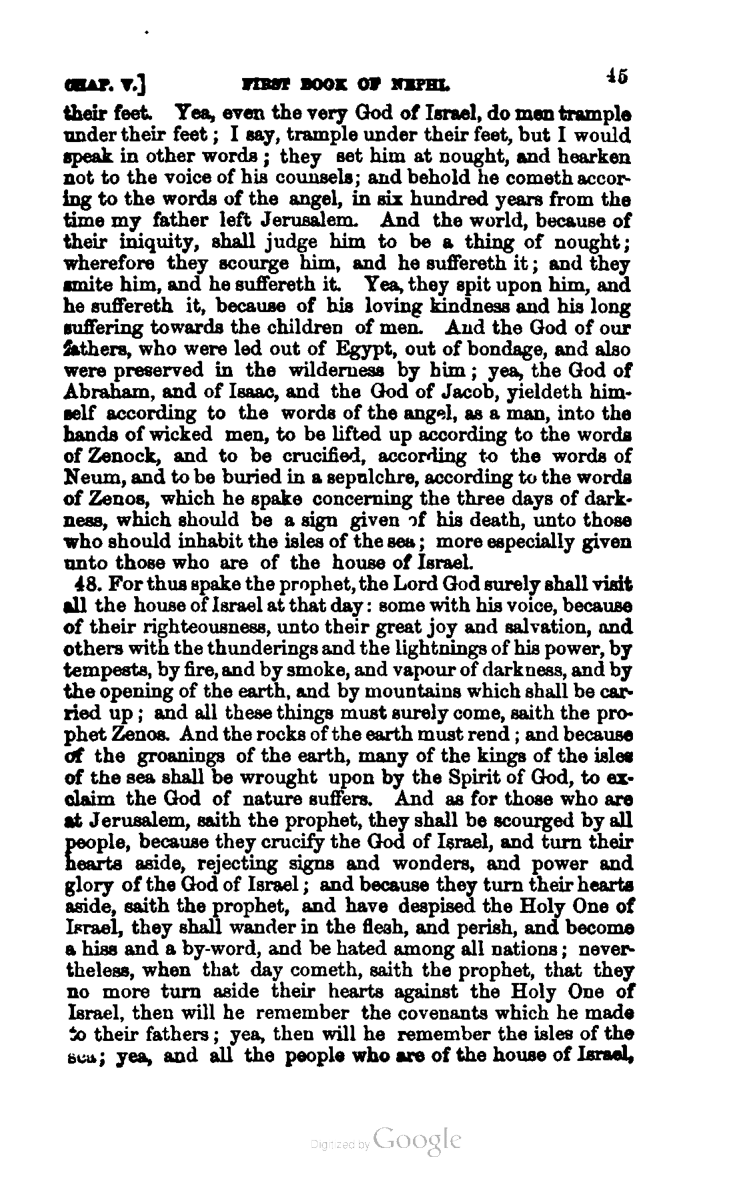 CHAP. V.] FIRST BOOK OF NEPHI. 45
their feet. Yea, even the very God of Israel, do men trample
under their feet; I say, trample under their feet, but I would
speak in other words; they set him at nought, and hearken
not to the voice of his counsels; and behold he cometh accor-
ing to the words of the angel, in six hundred years from the
time my father left Jerusalem. And the world, because of
their iniquity, shall judge him to be a thing of nought;
wherefore they scourge him, and he suffereth it; and they
smite him, and he suffereth it. Yea, they spit upon him, and
he suffereth it, because of his loving kindness and his long
suffering towards the children of men. And the God of our
fathers, who were led out of Egypt, out of bondage, and also
were preserved in the wilderness by him; yea, the God of
Abraham, and of Isaac, and the God of Jacob, yieldeth him-
self according to the words of the angel, as a man, into the
hands of wicked men, to be lifted up according to the words
of Zenock, and to be crucified, according to the words of
Neum, and to be buried in a sepulchre, according to the words
of Zenos, which he spake concerning the three days of dark-
ness, which should be a sign given of his death, unto those
who should inhabit the isles of the sea; more especially given
unto those who are of the house of Israel.
48. For thus spake the prophet, the Lord God surely shall visit
all the house of Israel at that day: some with his voice, because
of their righteousness, unto their great joy and salvation, and
others with the thunderings and the lightnings of his power, by
tempests, by fire, and by smoke, and vapour of darkness, and by
the opening of the earth, and by mountains which shall be car-
ried up; and all these things must surely come, saith the pro-
phet Zenos. And the rocks of the earth must rend; and because
of the groanings of the earth, many of the kings of the isles
of the sea shall be wrought upon by the Spirit of God, to ex-
claim the God of nature suffers. And as for those who are
at Jerusalem, saith the prophet, they shall be scourged by all
people, because they crucify the God of Israel, and turn their
hearts aside, rejecting signs and wonders, and power and
glory of the God of Israel; and because they turn their hearts
aside, saith the prophet, and have despised the Holy One of
Israel, they shall wander in the flesh, and perish, and become
a hiss and a by-word, and be hated among all nations; never-
theless, when that day cometh, saith the prophet, that they
no more turn aside their hearts against the Holy One of
Israel, then will he remember the covenants which he made
to their fathers; yea, then will he remember the isles of the
sea; yea, and all the people who are of the house of Israel,
Digitized by Google